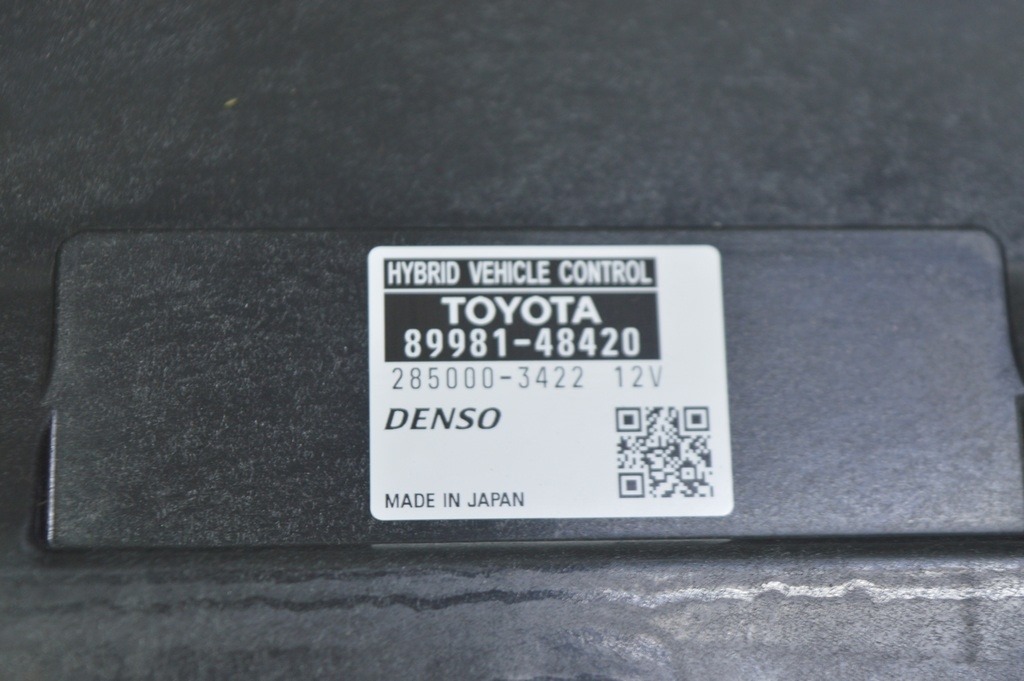 HYBRID VEHICLE CONTROL
TOYOTA
89981-48420
285000-3422 12V
DENSO
MADE IN JAPAN